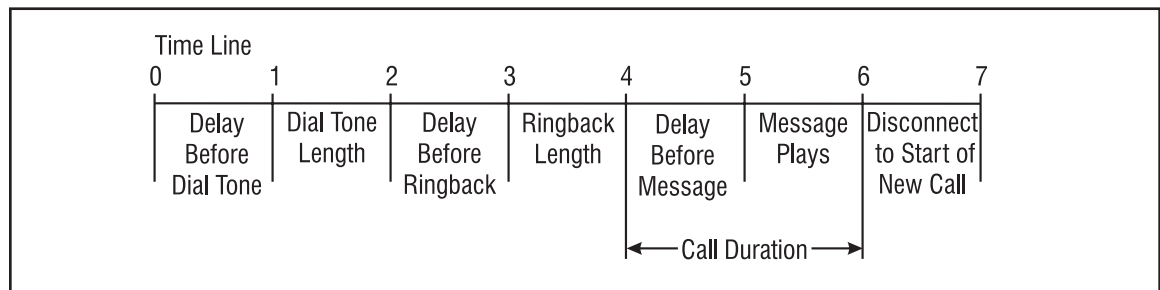 Time Line
0 1 2 3 4 5 6 7
Delay Before Dial Tone
Dial Tone Length
Delay Before Ringback
Ringback Length
Delay Before Message
Message Plays
Disconnect to Start of New Call
Call Duration